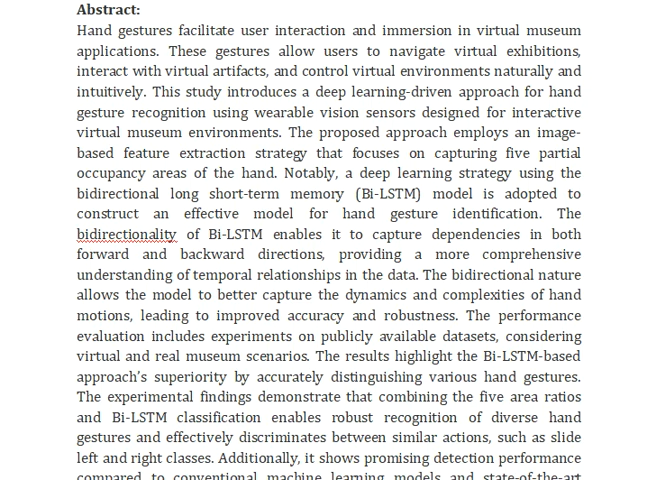 Abstract:
Hand gestures facilitate user interaction and immersion in virtual museum
applications. These gestures allow users to navigate virtual exhibitions,
interact with virtual artifacts, and control virtual environments naturally and
intuitively. This study introduces a deep learning-driven approach for hand
gesture recognition using wearable vision sensors designed for interactive
virtual museum environments. The proposed approach employs an image-
based feature extraction strategy that focuses on capturing five partial
occupancy areas of the hand. Notably, a deep learning strategy using the
bidirectional long short-term memory (Bi-LSTM) model is adopted to
construct an effective model for hand gesture identification. The
bidirectionality of Bi-LSTM enables it to capture dependencies in both
forward and backward directions, providing a more comprehensive
understanding of temporal relationships in the data. The bidirectional nature
allows the model to better capture the dynamics and complexities of hand
motions, leading to improved accuracy and robustness. The performance
evaluation includes experiments on publicly available datasets, considering
virtual and real museum scenarios. The results highlight the Bi-LSTM-based
approach's superiority by accurately distinguishing various hand gestures.
The experimental findings demonstrate that combining the five area ratios
and Bi-LSTM classification enables robust recognition of diverse hand
gestures and effectively discriminates between similar actions, such as slide
left and right classes. Additionally, it shows promising detection performance
compared to conventional machine learning models and state-of-the-art